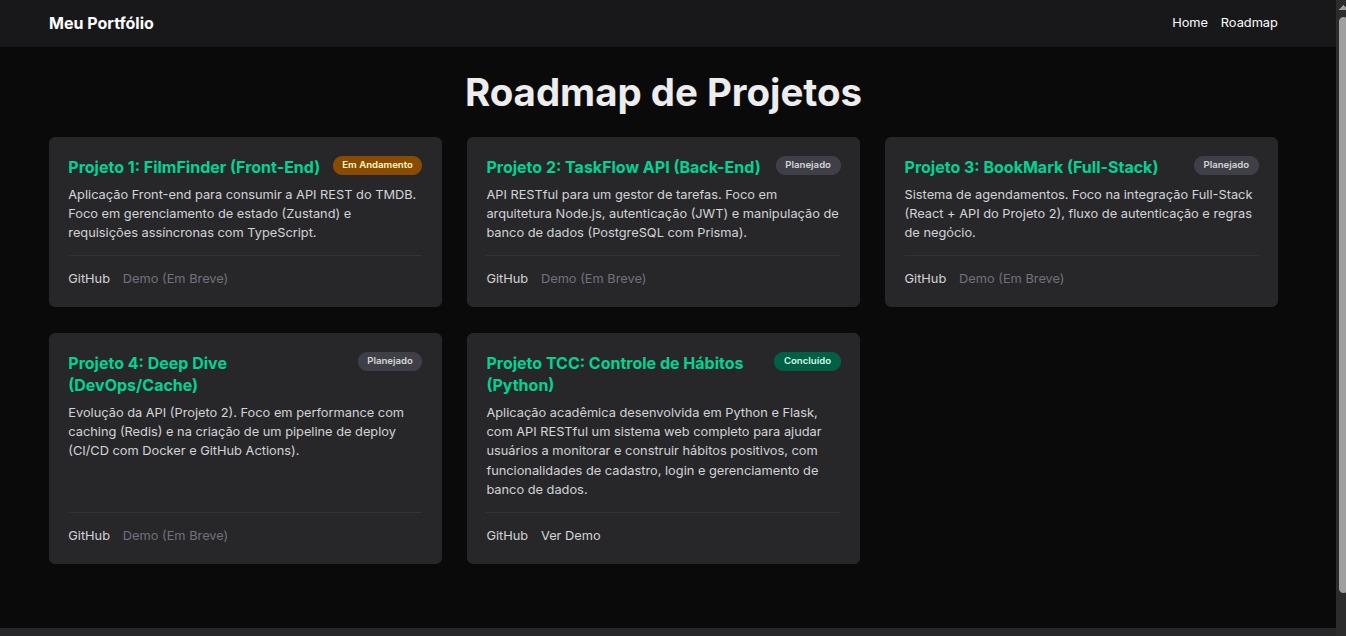 Meu Portfólio
Home Roadmap
Roadmap de Projetos
Projeto 1: FilmFinder (Front-End)
Em Andamento
Aplicação Front-end para consumir a API REST do TMDB.
Foco em gerenciamento de estado (Zustand) e
requisições assíncronas com TypeScript.
GitHub Demo (Em Breve)
Projeto 2: TaskFlow API (Back-End)
Planejado
API RESTful para um gestor de tarefas. Foco em
arquitetura Node.js, autenticação (JWT) e manipulação de
banco de dados (PostgreSQL com Prisma).
GitHub Demo (Em Breve)
Projeto 3: BookMark (Full-Stack)
Planejado
Sistema de agendamentos. Foco na integração Full-Stack
(React + API do Projeto 2), fluxo de autenticação e regras
de negócio.
GitHub Demo (Em Breve)
Projeto 4: Deep Dive
(DevOps/Cache)
Planejado
Evolução da API (Projeto 2). Foco em performance com
caching (Redis) e na criação de um pipeline de deploy
(CI/CD com Docker e GitHub Actions).
GitHub Demo (Em Breve)
Projeto TCC: Controle de Hábitos
(Python)
Concluído
Aplicação acadêmica desenvolvida em Python e Flask,
com API RESTful um sistema web completo para ajudar
usuários a monitorar e construir hábitos positivos, com
funcionalidades de cadastro, login e gerenciamento de
banco de dados.
GitHub Ver Demo